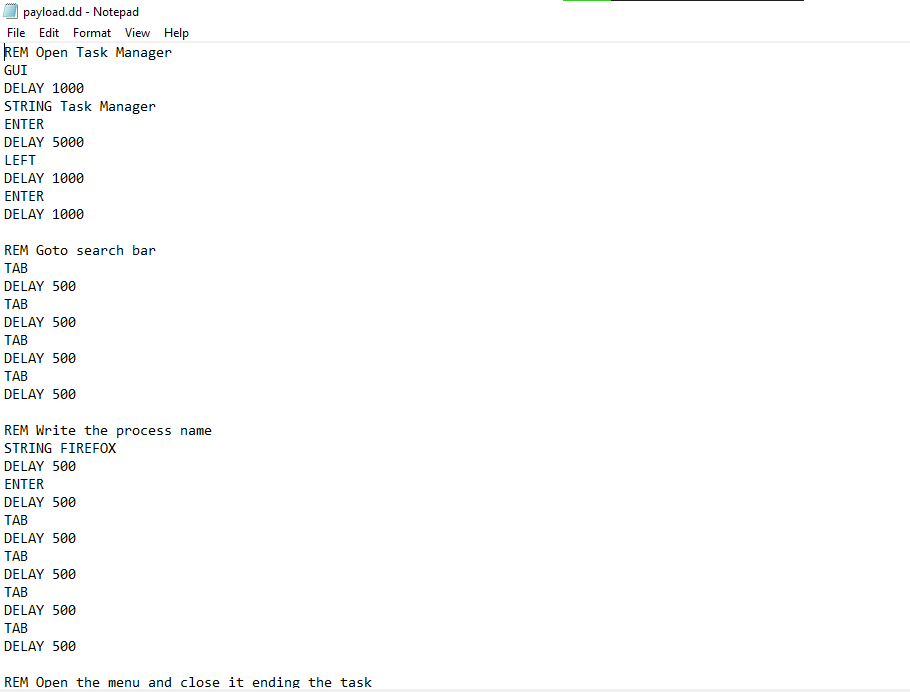 payload.dd - Notepad
File Edit Format View Help
REM Open Task Manager
GUI
DELAY 1000
STRING Task Manager
ENTER
DELAY 5000
LEFT
DELAY 1000
ENTER
DELAY 1000

REM Goto search bar
TAB
DELAY 500
TAB
DELAY 500
TAB
DELAY 500
TAB
DELAY 500

REM Write the process name
STRING FIREFOX
DELAY 500
ENTER
DELAY 500
TAB
DELAY 500
TAB
DELAY 500
TAB
DELAY 500
TAB
DELAY 500

REM Open the menu and close it ending the task